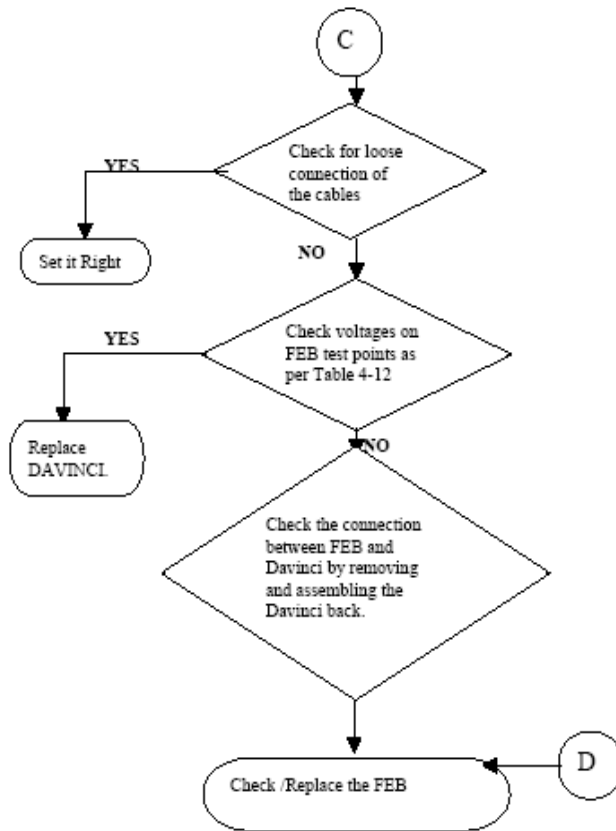 C
Check for loose
connection of
the cables
YES
Set it Right
NO
Check voltages on
FEB test points as
per Table 4-12
YES
Replace
DAVINCI.
NO
Check the connection
between FEB and
Davinci by removing
and assembling the
Davinci back.
D
Check /Replace the FEB